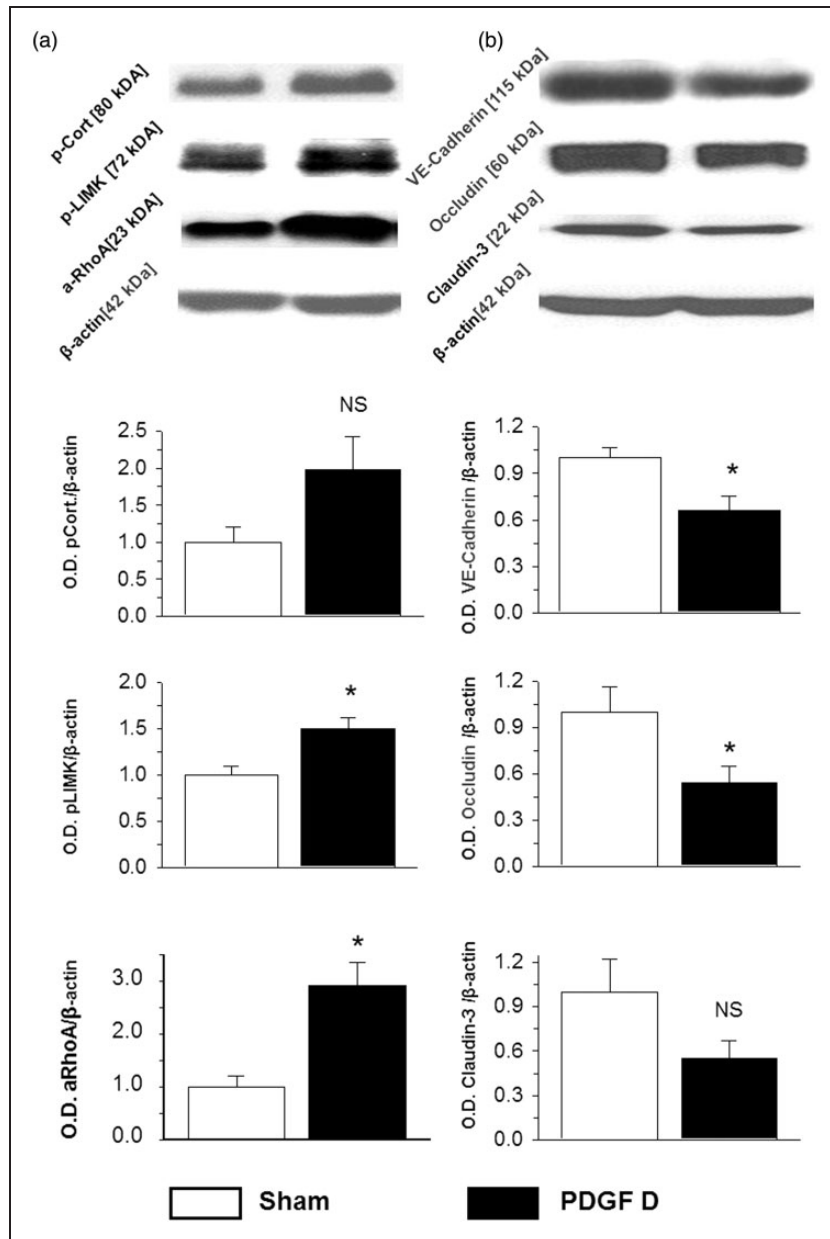 (a)
p-Cort [80 kDA]
p-LIMK [72 kDA]
a-RhoA[23 kDA]
β-actin[42 kDa]
(b)
VE-Cadherin [115 kDa]
Occludin [60 kDa]
Claudin-3 [22 kDa]
β-actin[42 kDa]
O.D. pCort./β-actin
2.5
2.0
1.5
1.0
0.5
0.0
NS
O.D. VE-Cadherin /β-actin
1.2
0.9
0.6
0.3
0.0
*
O.D. pLIMK/β-actin
2.0
1.5
1.0
0.5
0.0
*
O.D. Occludin /β-actin
1.2
0.9
0.6
0.3
0.0
*
O.D. aRhoA/β-actin
3.0
1.0
0.0
*
O.D. Claudin-3 /β-actin
1.2
0.9
0.6
0.3
0.0
NS
Sham
PDGF D